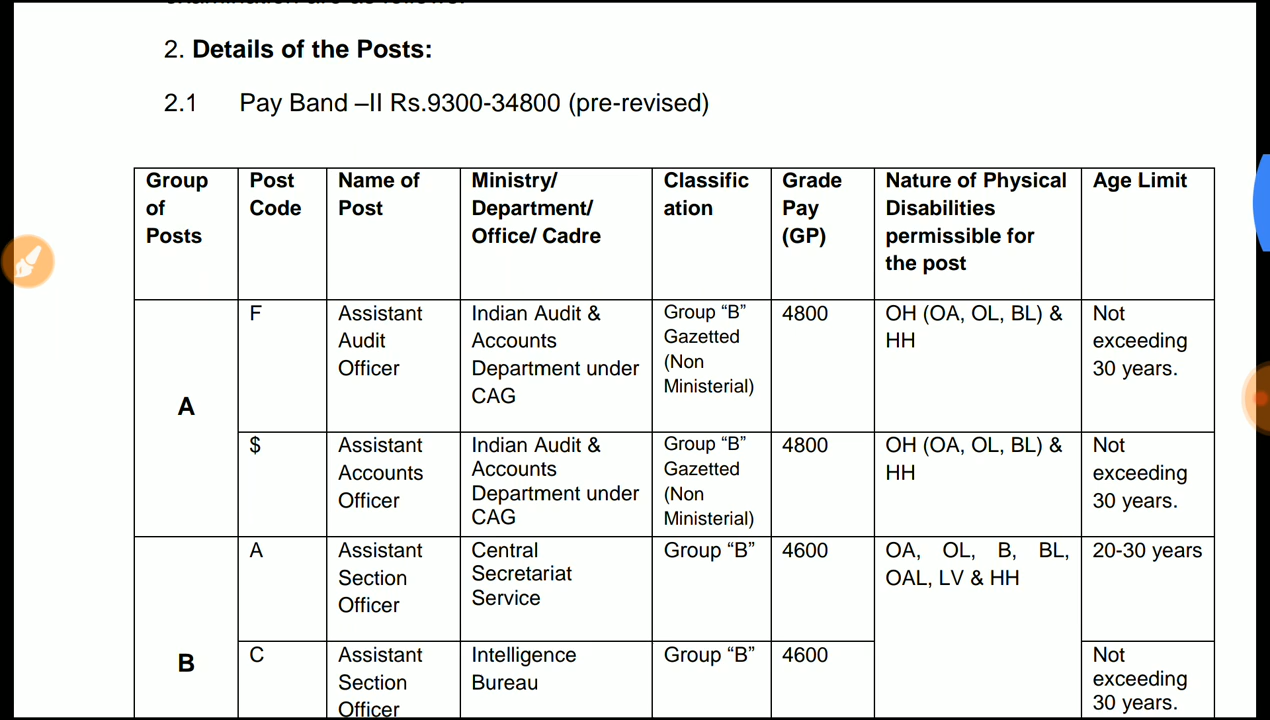 2. Details of the Posts:
2.1 Pay Band –II Rs.9300-34800 (pre-revised)
Group
of
Posts
Post
Code
Name of
Post
Ministry/
Department/
Office/ Cadre
Classific
ation
Grade
Pay
(GP)
Nature of Physical
Disabilities
permissible for
the post
Age Limit
A
F
Assistant
Audit
Officer
Indian Audit &
Accounts
Department under
CAG
Group “B”
Gazetted
(Non
Ministerial)
4800
OH (OA, OL, BL) &
HH
Not
exceeding
30 years.
$
Assistant
Accounts
Officer
Indian Audit &
Accounts
Department under
CAG
Group “B”
Gazetted
(Non
Ministerial)
4800
OH (OA, OL, BL) &
HH
Not
exceeding
30 years.
B
A
Assistant
Section
Officer
Central
Secretariat
Service
Group “B”
4600
OA, OL, B, BL,
OAL, LV & HH
20-30 years
C
Assistant
Section
Officer
Intelligence
Bureau
Group “B”
4600
Not
exceeding
30 years.